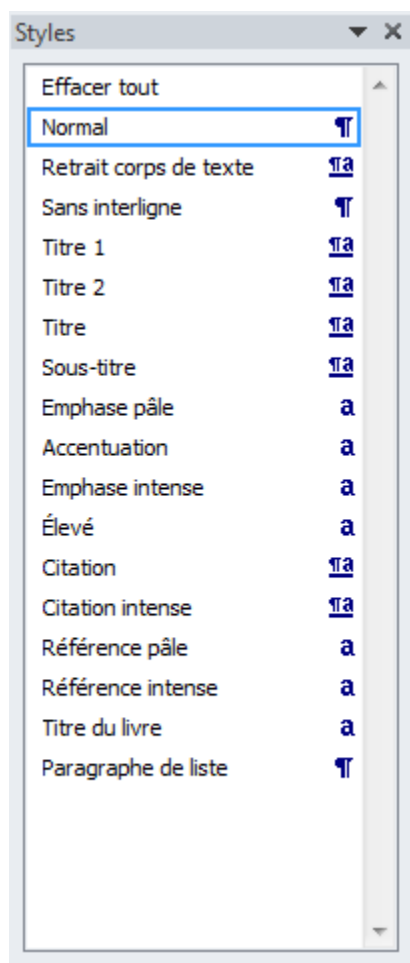 Styles
Effacer tout
Normal ¶
Retrait corps de texte ¶a
Sans interligne ¶
Titre 1 ¶a
Titre 2 ¶a
Titre ¶a
Sous-titre ¶a
Emphase pâle a
Accentuation a
Emphase intense a
Élevé a
Citation ¶a
Citation intense ¶a
Référence pâle a
Référence intense a
Titre du livre a
Paragraphe de liste ¶